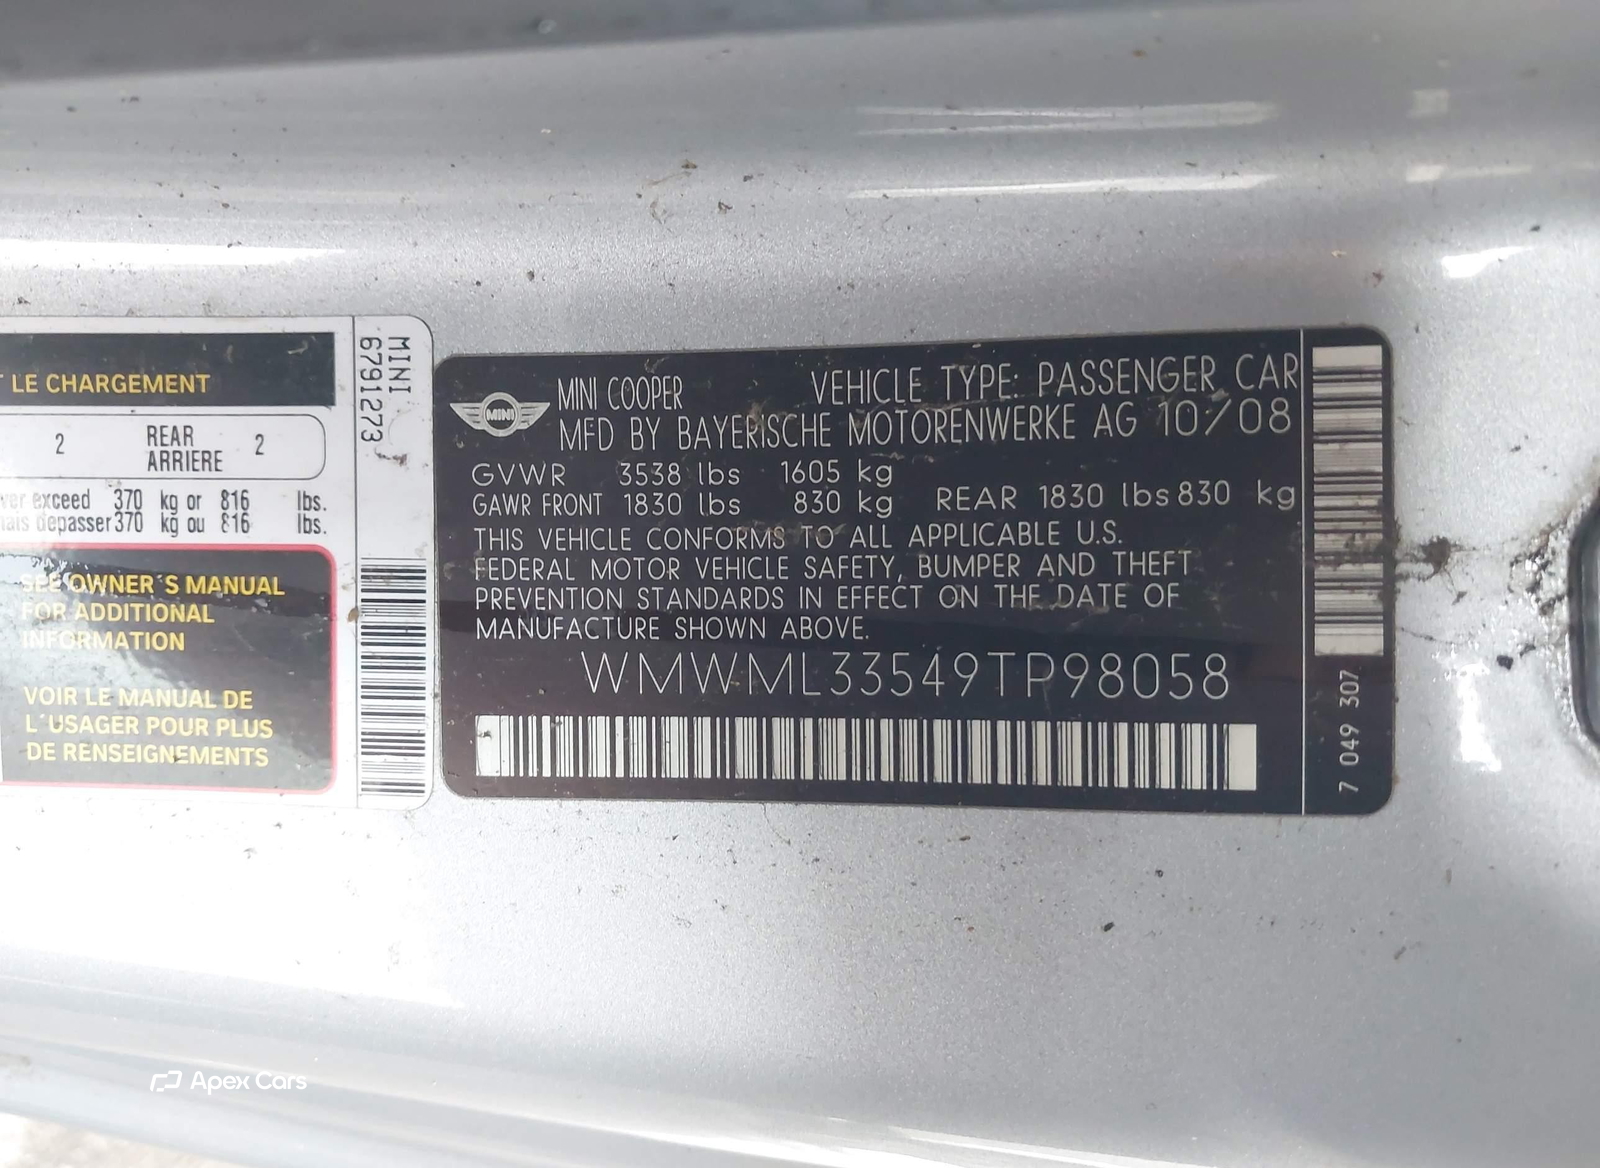 T LE CHARGEMENT
2 REAR ARRIERE 2
ver exceed 370 kg or 816 lbs.
nais dépasser 370 kg ou 816 lbs.
SEE OWNER´S MANUAL
FOR ADDITIONAL
INFORMATION
VOIR LE MANUAL DE
L´USAGER POUR PLUS
DE RENSEIGNEMENTS
MINI
6791273
MINI
MINI COOPER VEHICLE TYPE: PASSENGER CAR
MFD BY BAYERISCHE MOTORENWERKE AG 10/08
GVWR 3538 lbs 1605 kg
GAWR FRONT 1830 lbs 830 kg REAR 1830 lbs 830 kg
THIS VEHICLE CONFORMS TO ALL APPLICABLE U.S.
FEDERAL MOTOR VEHICLE SAFETY, BUMPER AND THEFT
PREVENTION STANDARDS IN EFFECT ON THE DATE OF
MANUFACTURE SHOWN ABOVE.
WMWML33549TP98058
7 049 307
Apex Cars